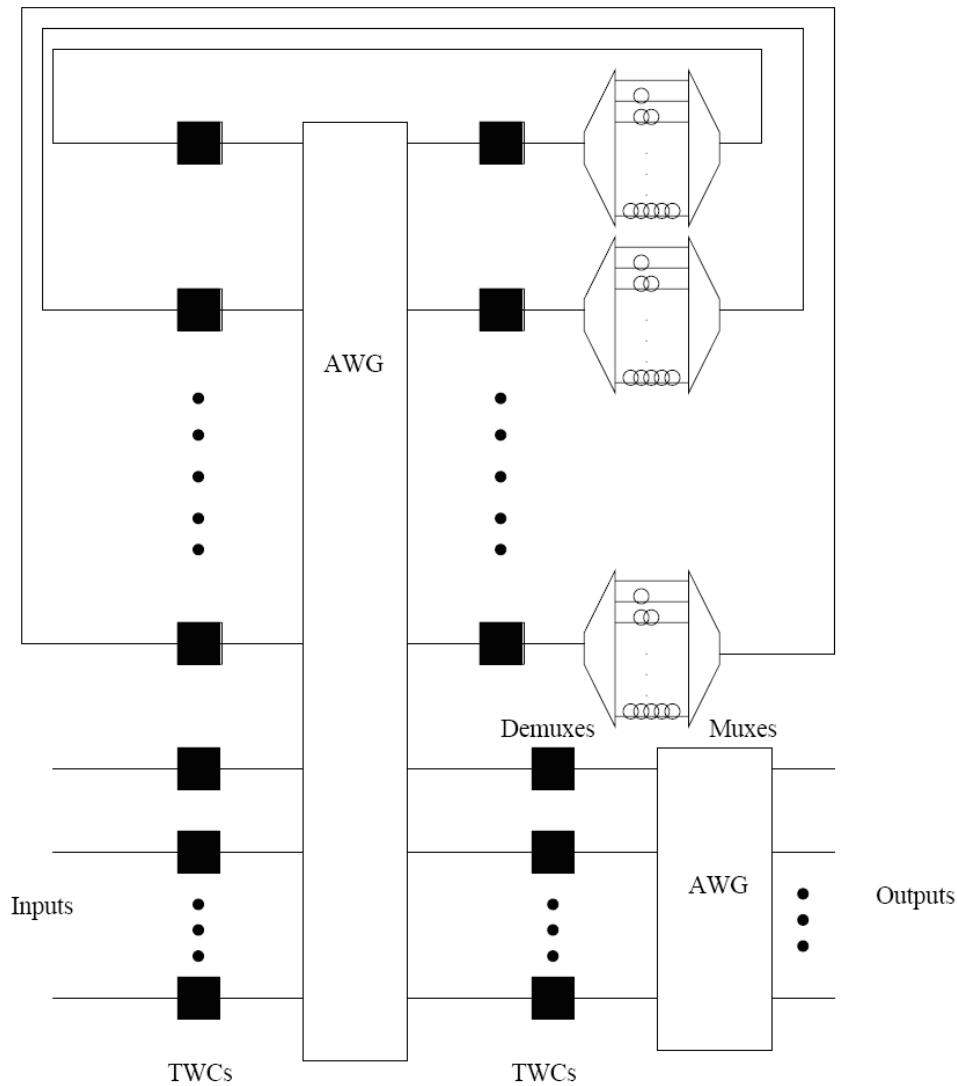 AWG
Demuxes
Muxes
AWG
Inputs
Outputs
TWCs
TWCs